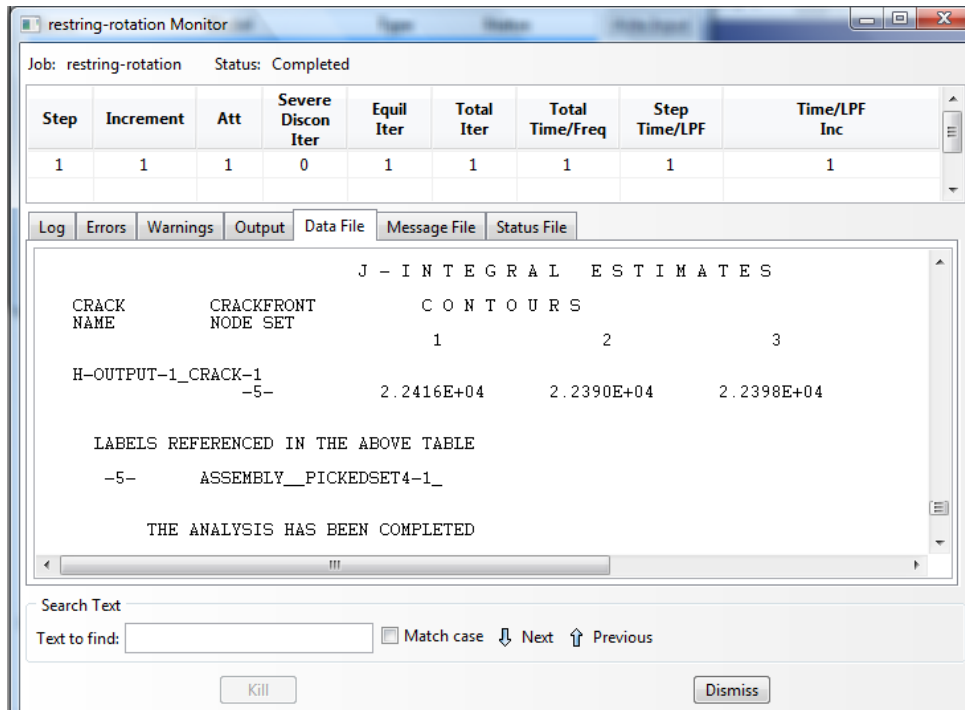 restring-rotation Monitor
Job: restring-rotation Status: Completed
Step Increment Att Severe Discon Iter Equil Iter Total Iter Total Time/Freq Step Time/LPF Time/LPF Inc
1 1 1 0 1 1 1 1 1
Log Errors Warnings Output Data File Message File Status File
J - I N T E G R A L E S T I M A T E S
CRACK CRACKFRONT C O N T O U R S
NAME NODE SET
1 2 3
H-OUTPUT-1_CRACK-1
-5- 2.2416E+04 2.2390E+04 2.2398E+04
LABELS REFERENCED IN THE ABOVE TABLE
-5- ASSEMBLY__PICKEDSET4-1_
THE ANALYSIS HAS BEEN COMPLETED
Search Text
Text to find: Match case Next Previous
Kill Dismiss